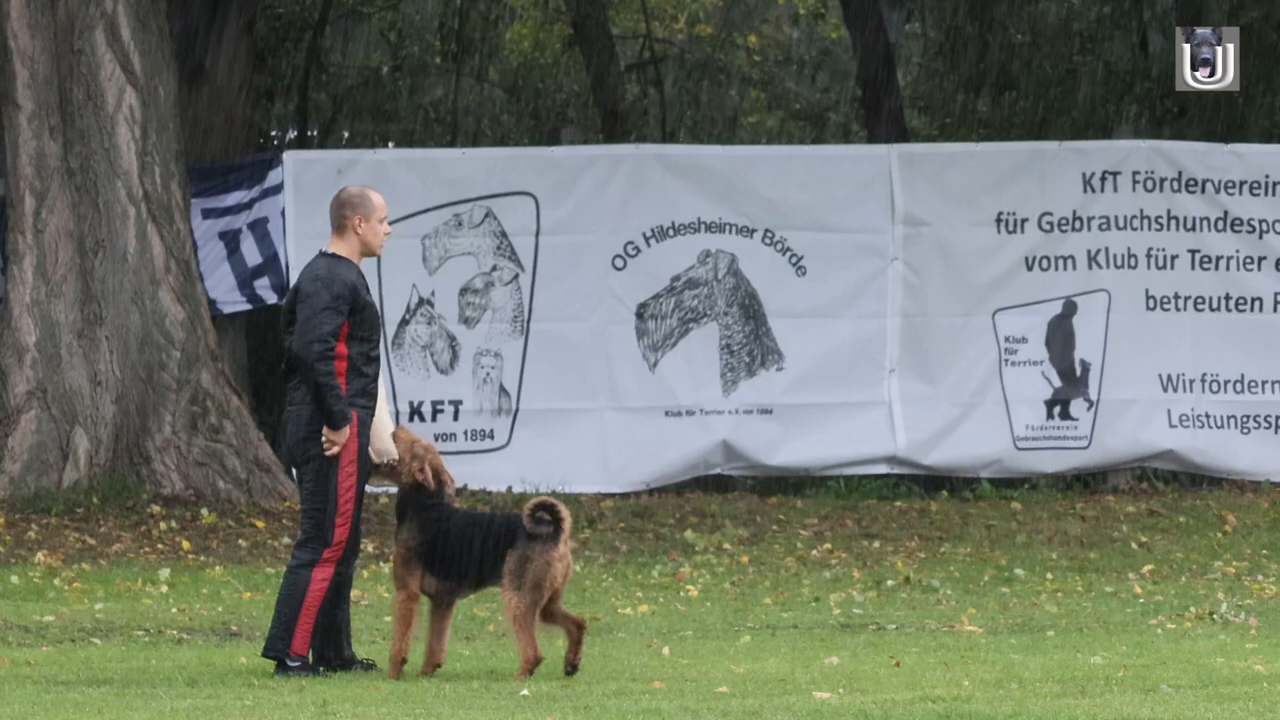 H
KFT
von 1894
OG Hildesheimer Börde
Klub für Terrier e.V. von 1894
KfT Förderverein
für Gebrauchshundespo
vom Klub für Terrier e
betreuten
Klub
für
Terrier
Förderverein
Gebrauchshundesport
Wir fördern
Leistungssp
U